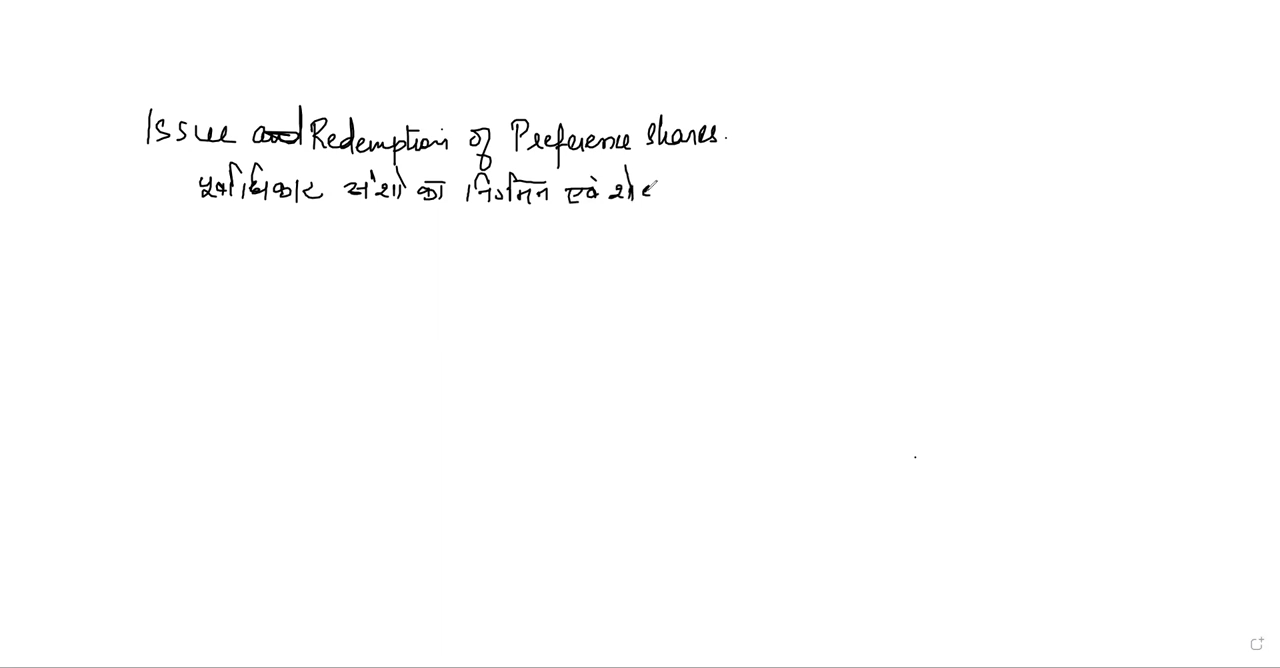 Issue and Redemption of Preference shares.
पूर्वाधिकार अंशो का निर्गमन एवं शो